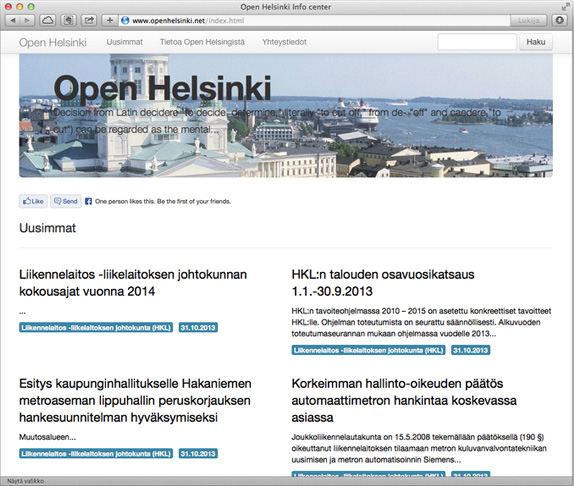 Open Helsinki Info center
www.openhelsinki.net/index.html
Lukija
Open Helsinki Uusimmat Tietoa Open Helsingistä Yhteystiedot Haku
Open Helsinki
Decision from Latin decidere "to decide, determine," literally "to cut off," from de- "off" and caedere "to
cut") can be regarded as the mental...
Like Send One person likes this. Be the first of your friends.
Uusimmat
Liikennelaitos -liikelaitoksen johtokunnan
kokousajat vuonna 2014
...
Liikennelaitos -liikelaitoksen johtokunta (HKL) 31.10.2013
HKL:n talouden osavuosikatsaus
1.1.-30.9.2013
HKL:n tavoiteohjelmassa 2010 – 2015 on asetettu konkreettiset tavoitteet
HKL:lle. Ohjelman toteutumista on seurattu säännöllisesti. Alkuvuoden
toteutumaseurannan mukaan ohjelmassa vuodelle 2013...
Liikennelaitos -liikelaitoksen johtokunta (HKL) 31.10.2013
Esitys kaupunginhallitukselle Hakaniemen
metroaseman lippuhallin peruskorjauksen
hankesuunnitelman hyväksymiseksi
Muutosalueen...
Liikennelaitos -liikelaitoksen johtokunta (HKL) 31.10.2013
Korkeimman hallinto-oikeuden päätös
automaattimetron hankintaa koskevassa
asiassa
Joukkoliikennelautakunta on 15.5.2008 tekemällään päätöksellä (190 §)
oikeuttanut liikennelaitoksen tilaamaan metron kuluvanvalvontatekniikan
uusimisen ja metron automatisoinnin Siemens...
Liikennelaitos -liikelaitoksen johtokunta (HKL) 31.10.2013
Näytä valikko